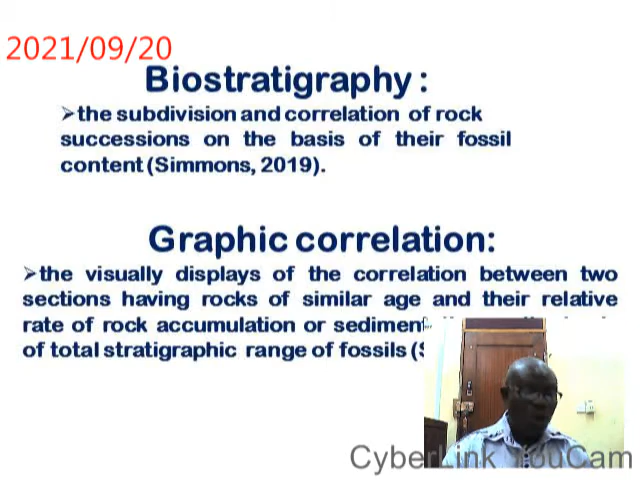 2021/09/20
Biostratigraphy :
➢the subdivision and correlation of rock
successions on the basis of their fossil
content (Simmons, 2019).
Graphic correlation:
➢the visually displays of the correlation between two
sections having rocks of similar age and their relative
rate of rock accumulation or sediment
of total stratigraphic range of fossils (S
CyberLink YouCam